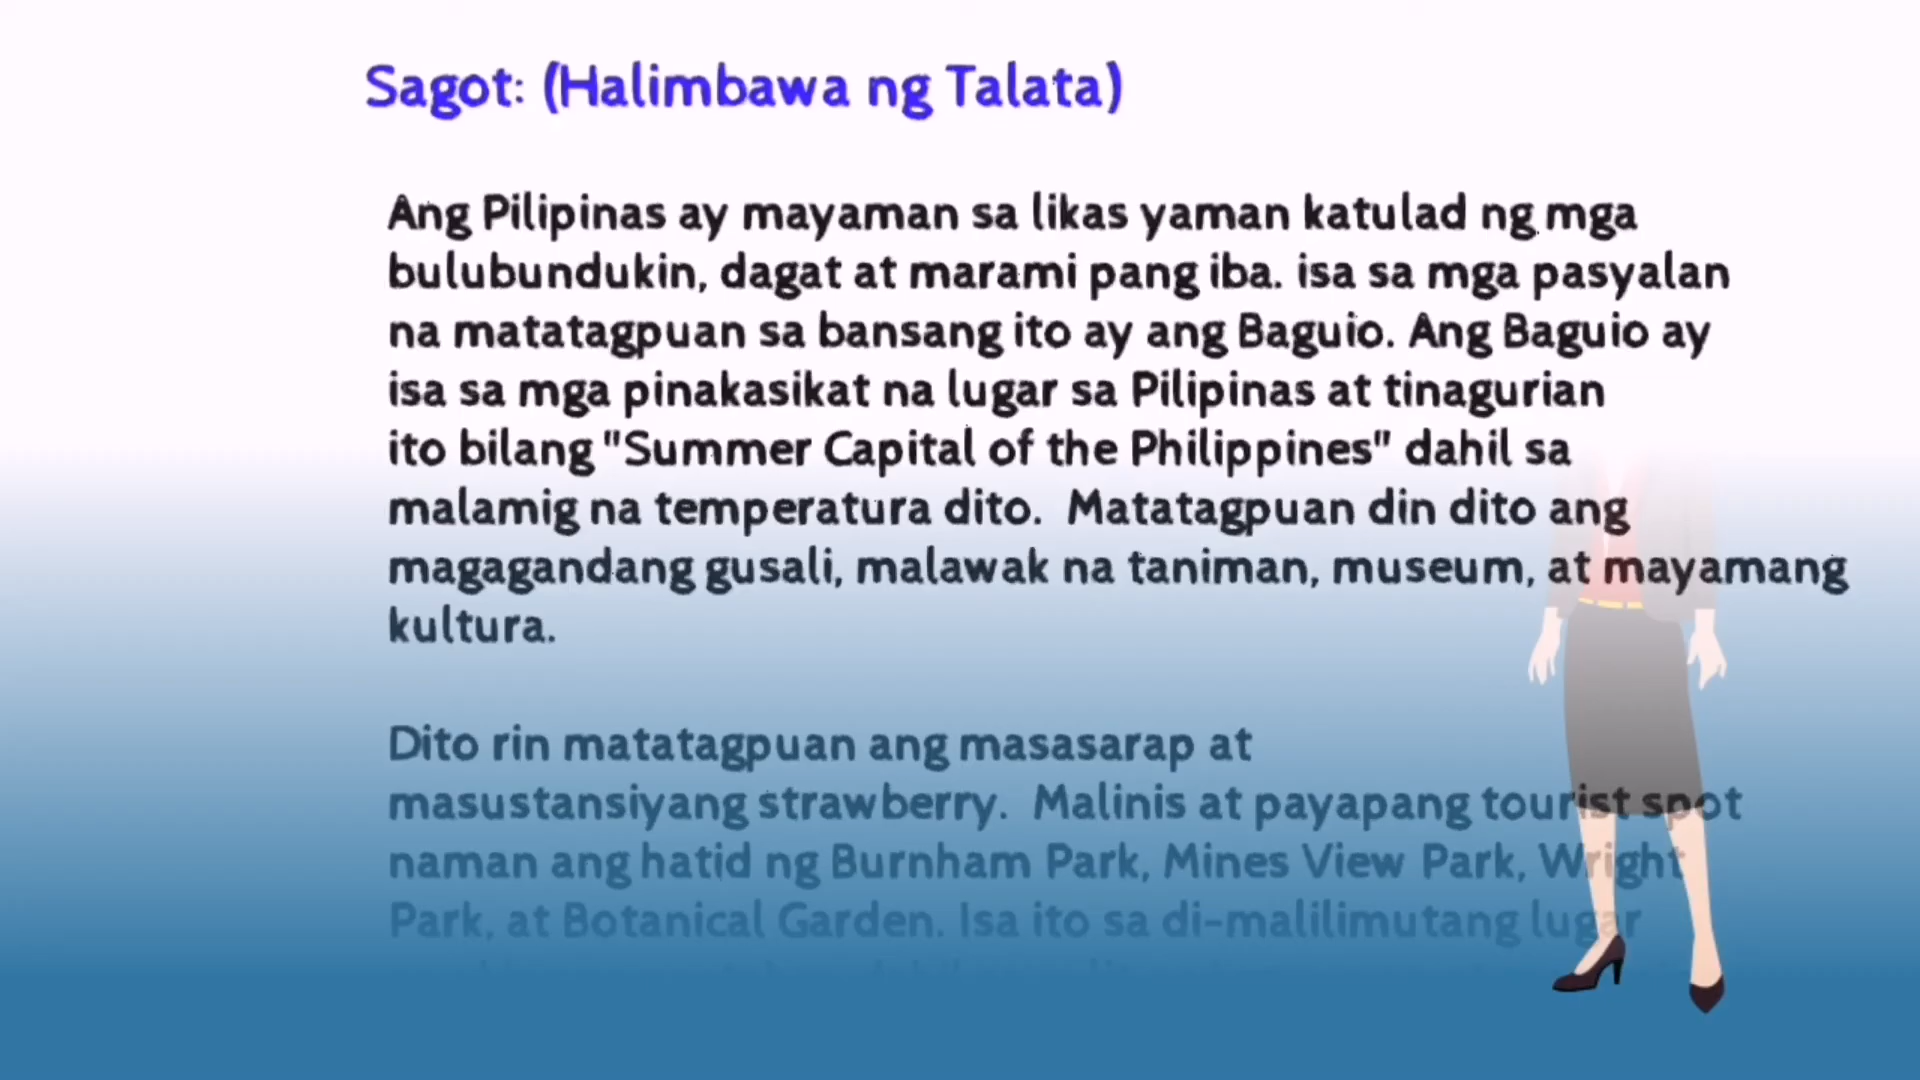 Sagot: (Halimbawa ng Talata)
Ang Pilipinas ay mayaman sa likas yaman katulad ng mga
bulubundukin, dagat at marami pang iba. isa sa mga pasyalan
na matatagpuan sa bansang ito ay ang Baguio. Ang Baguio ay
isa sa mga pinakasikat na lugar sa Pilipinas at tinagurian
ito bilang "Summer Capital of the Philippines" dahil sa
malamig na temperatura dito. Matatagpuan din dito ang
magagandang gusali, malawak na taniman, museum, at mayamang
kultura.
Dito rin matatagpuan ang masasarap at
masustansiyang strawberry. Malinis at payapang tourist spot
naman ang hatid ng Burnham Park, Mines View Park, Wright
Park, at Botanical Garden. Isa ito sa di-malilimutang lugar